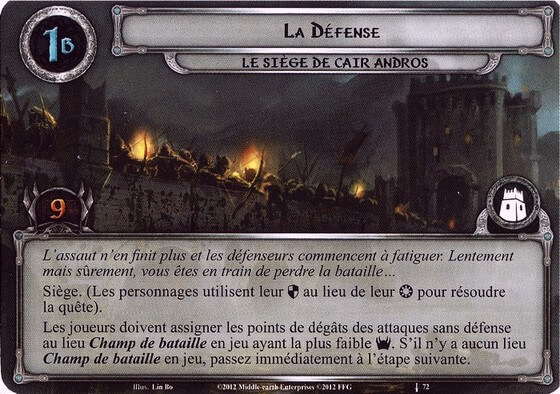 1B
La Défense
LE SIÈGE DE CAIR ANDROS
9
L'assaut n'en finit plus et les défenseurs commencent à fatiguer. Lentement
mais sûrement, vous êtes en train de perdre la bataille…
Siège. (Les personnages utilisent leur au lieu de leur pour résoudre
la quête).
Les joueurs doivent assigner les points de dégâts des attaques sans défense
au lieu Champ de bataille en jeu ayant la plus faible . S'il n'y a aucun lieu
Champ de bataille en jeu, passez immédiatement à l'étape suivante.
Illus. Lin Bo ©2012 Middle-earth Enterprises ©2012 FFG 72